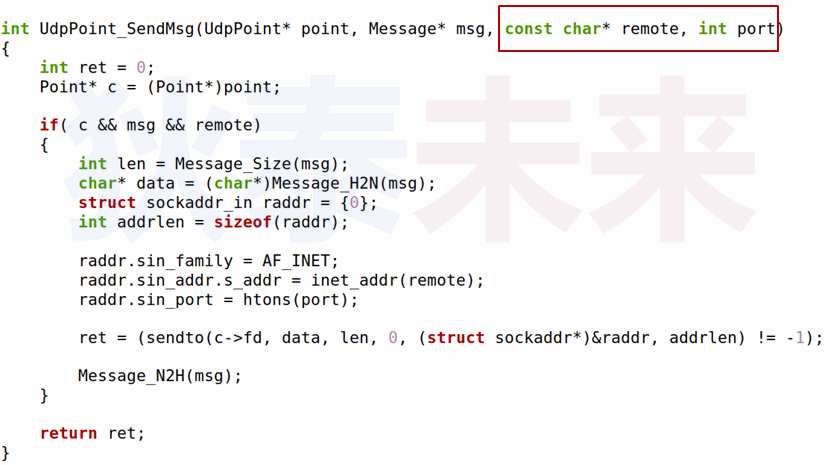 int UdpPoint_SendMsg(UdpPoint* point, Message* msg, const char* remote, int port)
{
    int ret = 0;
    Point* c = (Point*)point;

    if( c && msg && remote)
    {
        int len = Message_Size(msg);
        char* data = (char*)Message_H2N(msg);
        struct sockaddr_in raddr = {0};
        int addrlen = sizeof(raddr);

        raddr.sin_family = AF_INET;
        raddr.sin_addr.s_addr = inet_addr(remote);
        raddr.sin_port = htons(port);

        ret = (sendto(c->fd, data, len, 0, (struct sockaddr*)&raddr, addrlen) != -1);

        Message_N2H(msg);
    }

    return ret;
}
狄泰未来